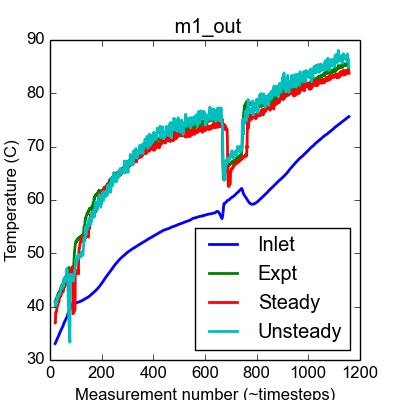 m1_out
90
80
70
60
50
40
30
Temperature (C)
Inlet
Expt
Steady
Unsteady
0 200 400 600 800 1000 1200
Measurement number (~timesteps)